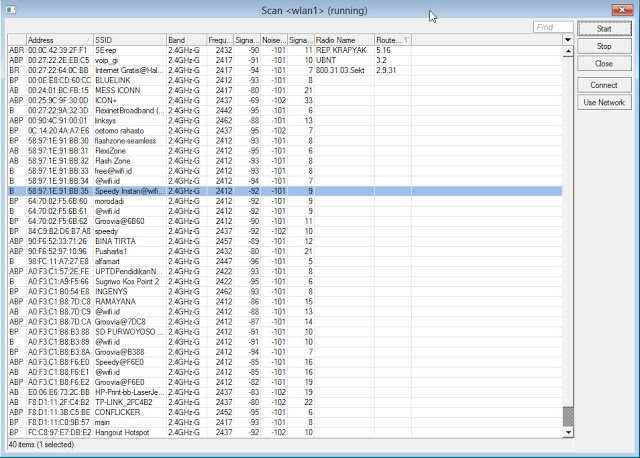 Scan <wlan1> (running)
Find
Start
Stop
Close
Connect
Use Network
Address SSID Band Frequ... Signa... Noise... Signa... Radio Name Route...
ABR 00:0C:42:39:2F:F1 SE-rep 2.4GHz-G 2432 -90 -101 11 REP KRAPYAK 5.16
ABP 00:27:22:2E:EB:C5 voip_gi 2.4GHz-G 2417 -91 -101 10 UBNT 3.2
BR 00:27:22:64:0C:BB Internet Gratis@Hal... 2.4GHz-G 2417 -94 -101 7 800.31.03.Sekt 2.9.31
BP 00:0E:E8:CD:60:CC BLUELINK 2.4GHz-G 2412 -93 -101 8
AB 00:24:01:BC:FB:15 MESS ICONN 2.4GHz-G 2417 -80 -101 21
ABP 00:25:9C:9F:30:0D ICON+ 2.4GHz-G 2437 -69 -102 33
B 00:27:22:9A:32:3D FlexinetBroadband (... 2.4GHz-G 2442 -95 -101 6
ABP 00:90:4C:91:00:01 linksys 2.4GHz-G 2462 -88 -101 13
BP 0C:14:20:4A:A7:E6 oetomo rahasto 2.4GHz-G 2437 -95 -102 7
BP 58:97:1E:91:BB:30 flashzone-seamless 2.4GHz-G 2412 -93 -101 8
AB 58:97:1E:91:BB:31 FlexiZone 2.4GHz-G 2412 -95 -101 6
AB 58:97:1E:91:BB:32 Flash Zone 2.4GHz-G 2412 -93 -101 8
BP 58:97:1E:91:BB:33 free@wifi.id 2.4GHz-G 2412 -93 -101 8
B 58:97:1E:91:BB:34 @wifi.id 2.4GHz-G 2412 -94 -101 7
B 58:97:1E:91:BB:35 Speedy Instan@wifi... 2.4GHz-G 2412 -92 -101 9
BP 64:70:02:F5:6B:60 morodadi 2.4GHz-G 2412 -92 -101 9
B 64:70:02:F5:6B:61 @wifi.id 2.4GHz-G 2412 -92 -101 9
BP 64:70:02:F5:6B:62 Groovia@6B60 2.4GHz-G 2412 -90 -101 11
BP 84:C9:B2:D6:B7:A8 speedy 2.4GHz-G 2437 -92 -102 10
ABP 90:F6:52:33:71:26 BINA TIRTA 2.4GHz-G 2457 -89 -101 12
ABP 90:F6:52:97:10:96 Pusharlis1 2.4GHz-G 2432 -80 -101 21
B 98:FC:11:A7:27:E8 alfamart 2.4GHz-G 2447 -96 -101 5
ABP A0:F3:C1:57:2E:FE UPTDPendidikanN... 2.4GHz-G 2422 -93 -101 8
B A0:F3:C1:A9:F5:66 Sugriwo Kos Point 2 2.4GHz-G 2422 -95 -101 6
BP A0:F3:C1:B0:54:E8 INGENYS 2.4GHz-G 2462 -93 -101 8
ABP A0:F3:C1:B8:7D:C8 RAMAYANA 2.4GHz-G 2412 -86 -101 15
AB A0:F3:C1:B8:7D:C9 @wifi.id 2.4GHz-G 2412 -88 -101 13
ABP A0:F3:C1:B8:7D:CA Groovia@7DC8 2.4GHz-G 2412 -87 -101 14
BP A0:F3:C1:B8:B3:88 SD PURWOYOSO ... 2.4GHz-G 2412 -91 -101 10
B A0:F3:C1:B8:B3:89 @wifi.id 2.4GHz-G 2412 -91 -101 10
BP A0:F3:C1:B8:B3:8A Groovia@B388 2.4GHz-G 2412 -94 -101 7
ABP A0:F3:C1:B8:F6:E0 Speedy@F6E0 2.4GHz-G 2412 -85 -101 16
AB A0:F3:C1:B8:F6:E1 @wifi.id 2.4GHz-G 2412 -85 -101 16
ABP A0:F3:C1:B8:F6:E2 Groovia@F6E0 2.4GHz-G 2412 -82 -101 19
AB E0:06:E6:73:2C:BB HP-Print-bb-LaserJe... 2.4GHz-G 2437 -83 -102 19
ABP F8:D1:11:2F:C4:B2 TP-LINK_2FC4B2 2.4GHz-G 2437 -80 -102 22
ABP F8:D1:11:3B:C5:BE CONFLICKER 2.4GHz-G 2452 -95 -101 6
BP F8:D1:11:C0:9B:57 main 2.4GHz-G 2417 -93 -101 8
BP FC:C8:97:E7:DB:E2 Hangout Hotspot 2.4GHz-G 2437 -92 -102 10
40 items (1 selected)